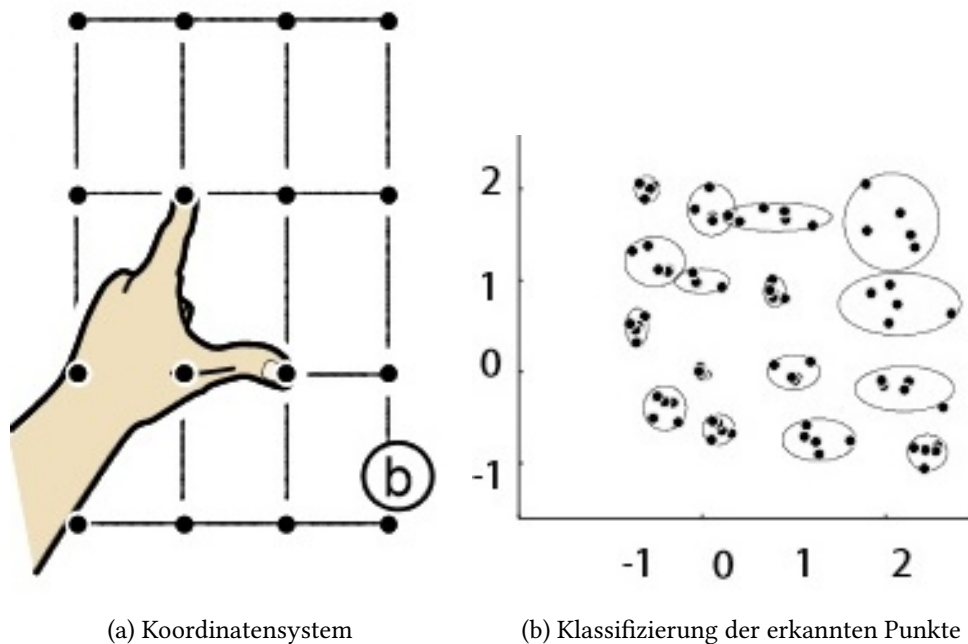 b
2
1
0
-1
-1 0 1 2
(a) Koordinatensystem
(b) Klassifizierung der erkannten Punkte